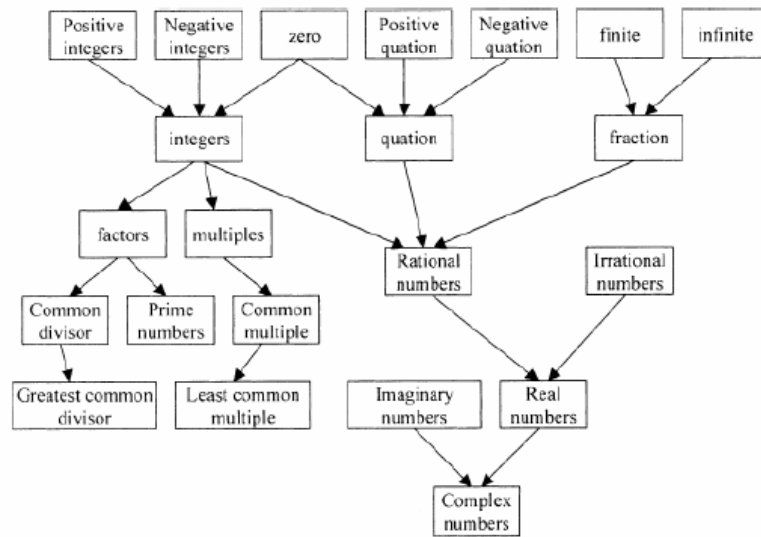 Positive
integers
Negative
integers
zero
Positive
quation
Negative
quation
finite
infinite
integers
quation
fraction
factors
multiples
Rational
numbers
Irrational
numbers
Common
divisor
Prime
numbers
Common
multiple
Greatest common
divisor
Least common
multiple
Imaginary
numbers
Real
numbers
Complex
numbers